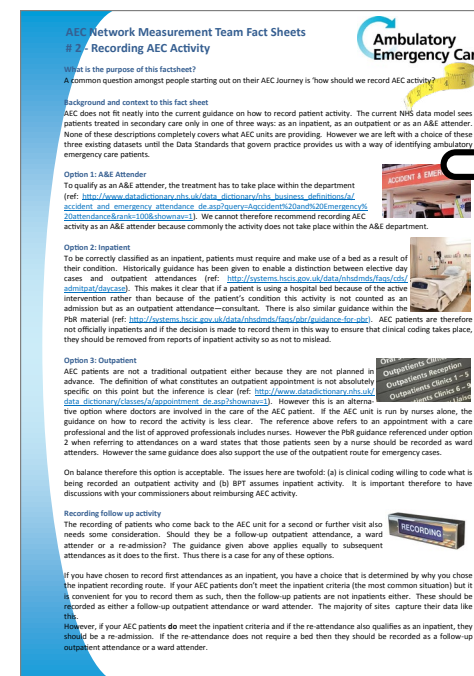 AEC Network Measurement Team Fact Sheets
# 2 - Recording AEC Activity
Ambulatory
Emergency Car
What is the purpose of this factsheet?
A common question amongst people starting out on their AEC Journey is 'how should we record AEC activity?
Background and context to this fact sheet
AEC does not fit neatly into the current guidance on how to record patient activity. The current NHS data model sees
patients treated in secondary care only in one of three ways: as an inpatient, as an outpatient or as an A&E attender.
None of these descriptions completely covers what AEC units are providing. However we are left with a choice of these
three existing datasets until the Data Standards that govern practice provides us with a way of identifying ambulatory
emergency care patients.
Option 1: A&E Attender
To qualify as an A&E attender, the treatment has to take place within the department
(ref: http://www.datadictionary.nhs.uk/data_dictionary/nhs_business_definitions/a/
accident_and_emergency_attendance_de.asp?query=Aqccident%20and%20Emergency%
20attendance&rank=100&shownav=1). We cannot therefore recommend recording AEC
activity as an A&E attender because commonly the activity does not take place within the A&E department.
ACCIDENT & EMER
Option 2: Inpatient
To be correctly classified as an inpatient, patients must require and make use of a bed as a result of
their condition. Historically guidance has been given to enable a distinction between elective day
cases and outpatient attendances (ref: http://systems.hscic.gov.uk/data/nhsdmds/faqs/cds/
admitpat/daycase). This makes it clear that if a patient is using a hospital bed because of the active
intervention rather than because of the patient's condition this activity is not counted as an
admission but as an outpatient attendance—consultant. There is also similar guidance within the
PbR material (ref: http://systems.hscic.gov.uk/data/nhsdmds/faqs/pbr/guidance-for-pbr). AEC patients are therefore
not officially inpatients and if the decision is made to record them in this way to ensure that clinical coding takes place,
they should be removed from reports of inpatient activity so as not to mislead.
Option 3: Outpatient
AEC patients are not a traditional outpatient either because they are not planned in
advance. The definition of what constitutes an outpatient appointment is not absolutely
specific on this point but the inference is clear (ref: http://www.datadictionary.nhs.uk/
data_dictionary/classes/a/appointment_de.asp?shownav=1). However this is an alterna-
tive option where doctors are involved in the care of the AEC patient. If the AEC unit is run by nurses alone, the
guidance on how to record the activity is less clear. The reference above refers to an appointment with a care
professional and the list of approved professionals includes nurses. However the PbR guidance referenced under option
2 when referring to attendances on a ward states that those patients seen by a nurse should be recorded as ward
attenders. However the same guidance does also support the use of the outpatient route for emergency cases.
Outpatients Clini
Outpatients Reception
Outpatients Clinics 1 – 5
On balance therefore this option is acceptable. The issues here are twofold: (a) is clinical coding willing to code what is
being recorded an outpatient activity and (b) BPT assumes inpatient activity. It is important therefore to have
discussions with your commissioners about reimbursing AEC activity.
Recording follow up activity
The recording of patients who come back to the AEC unit for a second or further visit also
needs some consideration. Should they be a follow-up outpatient attendance, a ward
attender or a re-admission? The guidance given above applies equally to subsequent
attendances as it does to the first. Thus there is a case for any of these options.
RECORDING
If you have chosen to record first attendances as an inpatient, you have a choice that is determined by why you chose
the inpatient recording route. If your AEC patients don't meet the inpatient criteria (the most common situation) but it
is convenient for you to record them as such, then the follow-up patients are not inpatients either. These should be
recorded as either a follow-up outpatient attendance or ward attender. The majority of sites capture their data like
this.
However, if your AEC patients do meet the inpatient criteria and if the re-attendance also qualifies as an inpatient, they
should be a re-admission. If the re-attendance does not require a bed then they should be recorded as a follow-up
outpatient attendance or a ward attender.